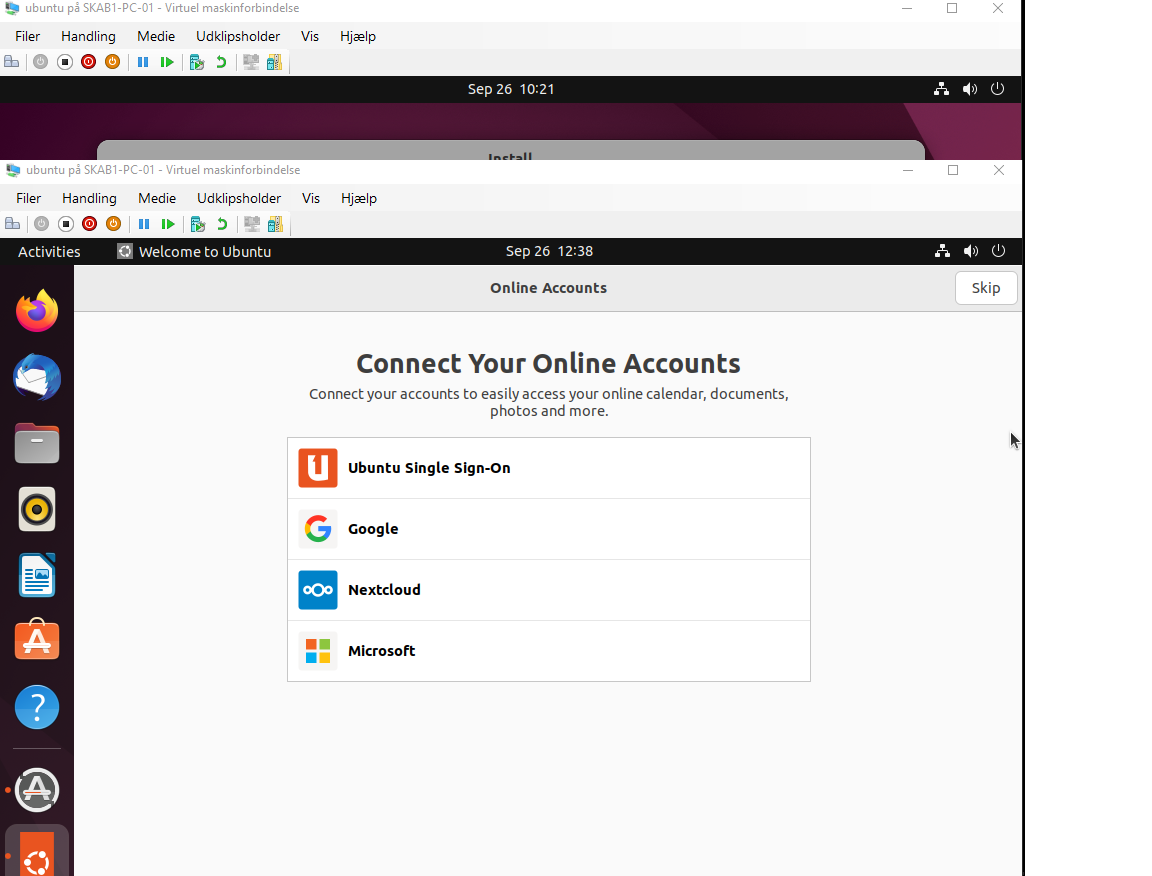 ubuntu på SKAB1-PC-01 - Virtuel maskinforbindelse
Filer Handling Medie Udklipsholder Vis Hjælp
Sep 26 10:21
Install
ubuntu på SKAB1-PC-01 - Virtuel maskinforbindelse
Filer Handling Medie Udklipsholder Vis Hjælp
Activities Welcome to Ubuntu Sep 26 12:38
Online Accounts Skip
Connect Your Online Accounts
Connect your accounts to easily access your online calendar, documents,
photos and more.
Ubuntu Single Sign-On
Google
Nextcloud
Microsoft